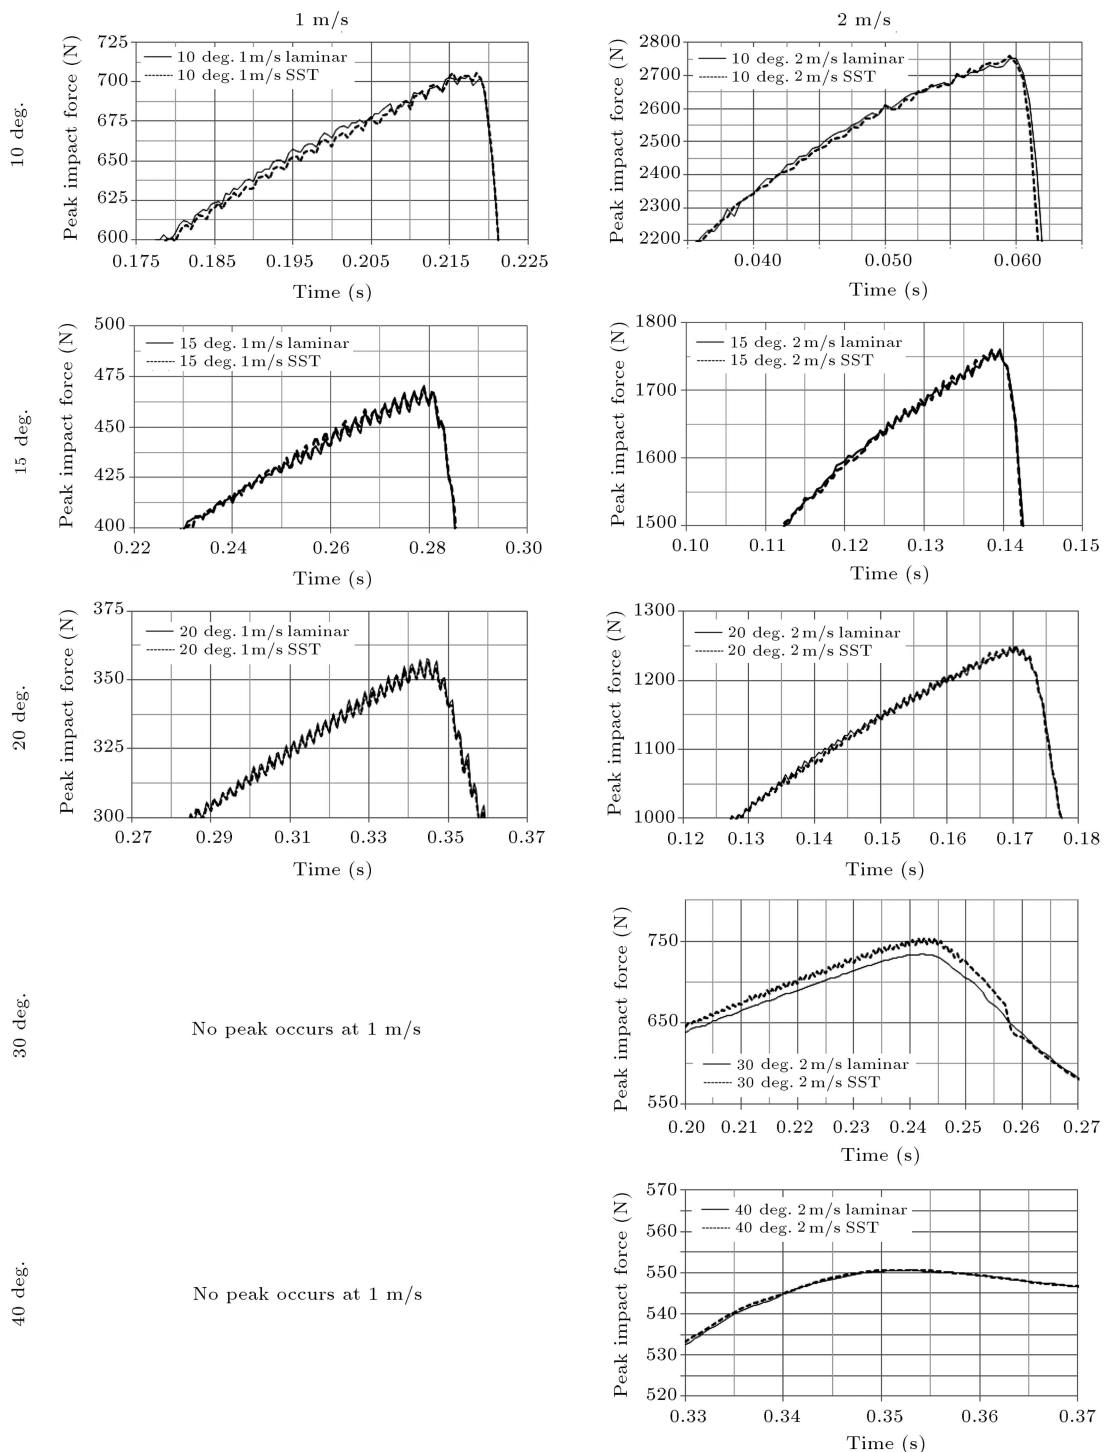 1 m/s
2 m/s
10 deg.
Peak impact force (N)
725
700
675
650
625
600
10 deg. 1 m/s laminar
10 deg. 1 m/s SST
0.175 0.185 0.195 0.205 0.215 0.225
Time (s)
Peak impact force (N)
2800
2700
2600
2500
2400
2300
2200
10 deg. 2 m/s laminar
10 deg. 2 m/s SST
0.040 0.050 0.060
Time (s)
15 deg.
Peak impact force (N)
500
475
450
425
400
15 deg. 1 m/s laminar
15 deg. 1 m/s SST
0.22 0.24 0.26 0.28 0.30
Time (s)
Peak impact force (N)
1800
1700
1600
1500
15 deg. 2 m/s laminar
15 deg. 2 m/s SST
0.10 0.11 0.12 0.13 0.14 0.15
Time (s)
20 deg.
Peak impact force (N)
375
350
325
300
20 deg. 1 m/s laminar
20 deg. 1 m/s SST
0.27 0.29 0.31 0.33 0.35 0.37
Time (s)
Peak impact force (N)
1300
1200
1100
1000
20 deg. 2 m/s laminar
20 deg. 2 m/s SST
0.12 0.13 0.14 0.15 0.16 0.17 0.18
Time (s)
30 deg.
No peak occurs at 1 m/s
Peak impact force (N)
750
650
550
30 deg. 2 m/s laminar
30 deg. 2 m/s SST
0.20 0.21 0.22 0.23 0.24 0.25 0.26 0.27
Time (s)
40 deg.
No peak occurs at 1 m/s
Peak impact force (N)
570
560
550
540
530
520
40 deg. 2 m/s laminar
40 deg. 2 m/s SST
0.33 0.34 0.35 0.36 0.37
Time (s)